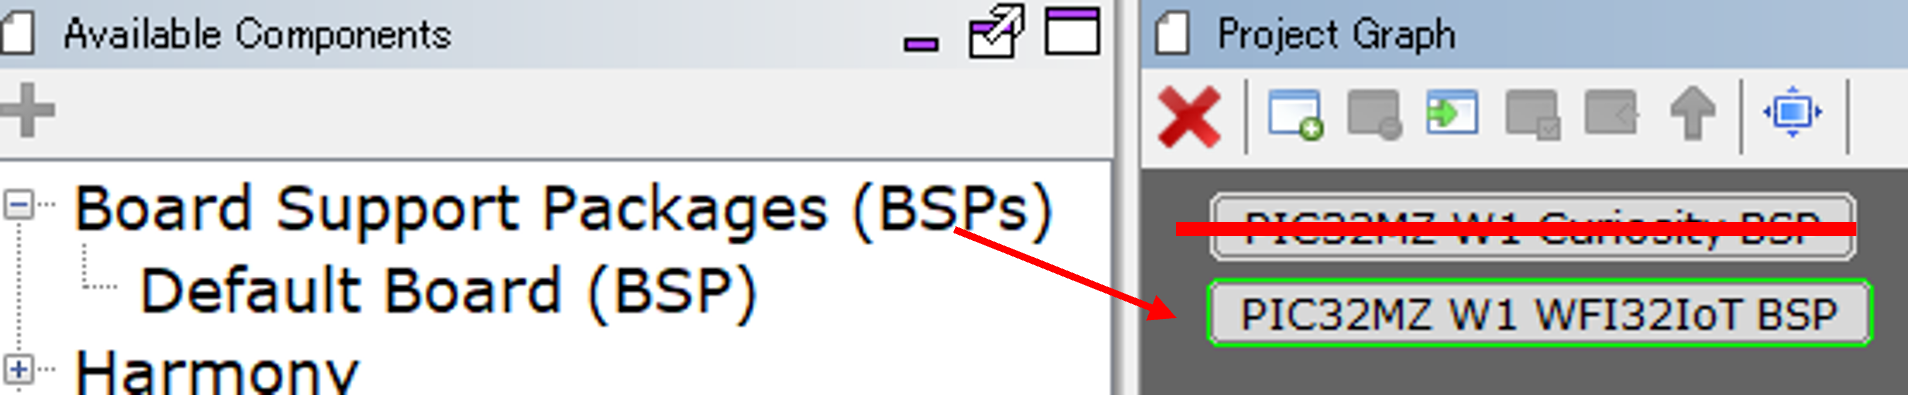 Available Components
Board Support Packages (BSPs)
Default Board (BSP)
Harmony
Project Graph
PIC32MZ W1 Curiosity BSP
PIC32MZ W1 WFI32IoT BSP